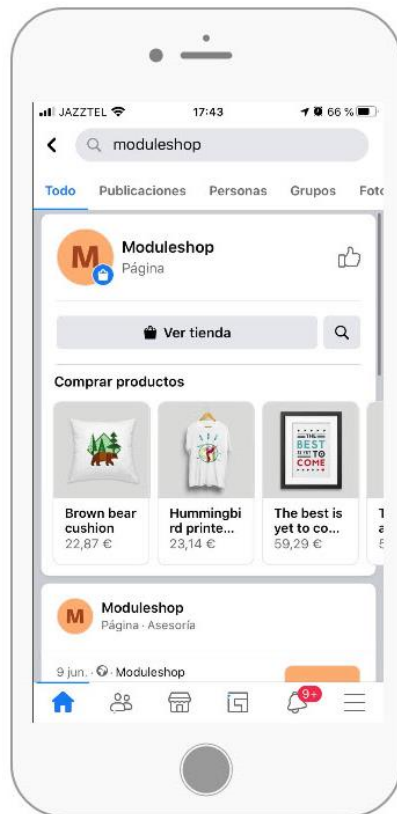 JAZZTEL 17:43 66 %
moduleshop
Todo Publicaciones Personas Grupos Foto
M
Moduleshop
Página
Ver tienda
Comprar productos
THE
BEST
IS YET TO
COME
Brown bear
cushion
22,87 €
Hummingbi
rd printe...
23,14 €
The best is
yet to co...
59,29 €
M
Moduleshop
Página · Asesoría
9 jun. · Moduleshop
9+